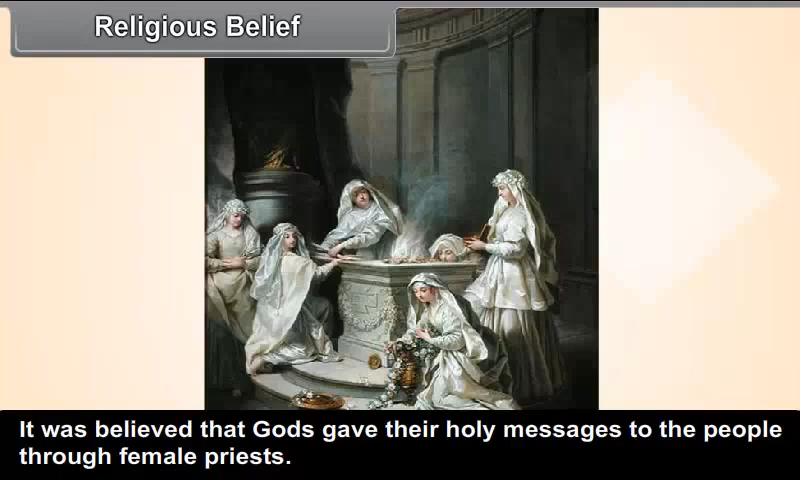 Religious Belief
It was believed that Gods gave their holy messages to the people
through female priests.